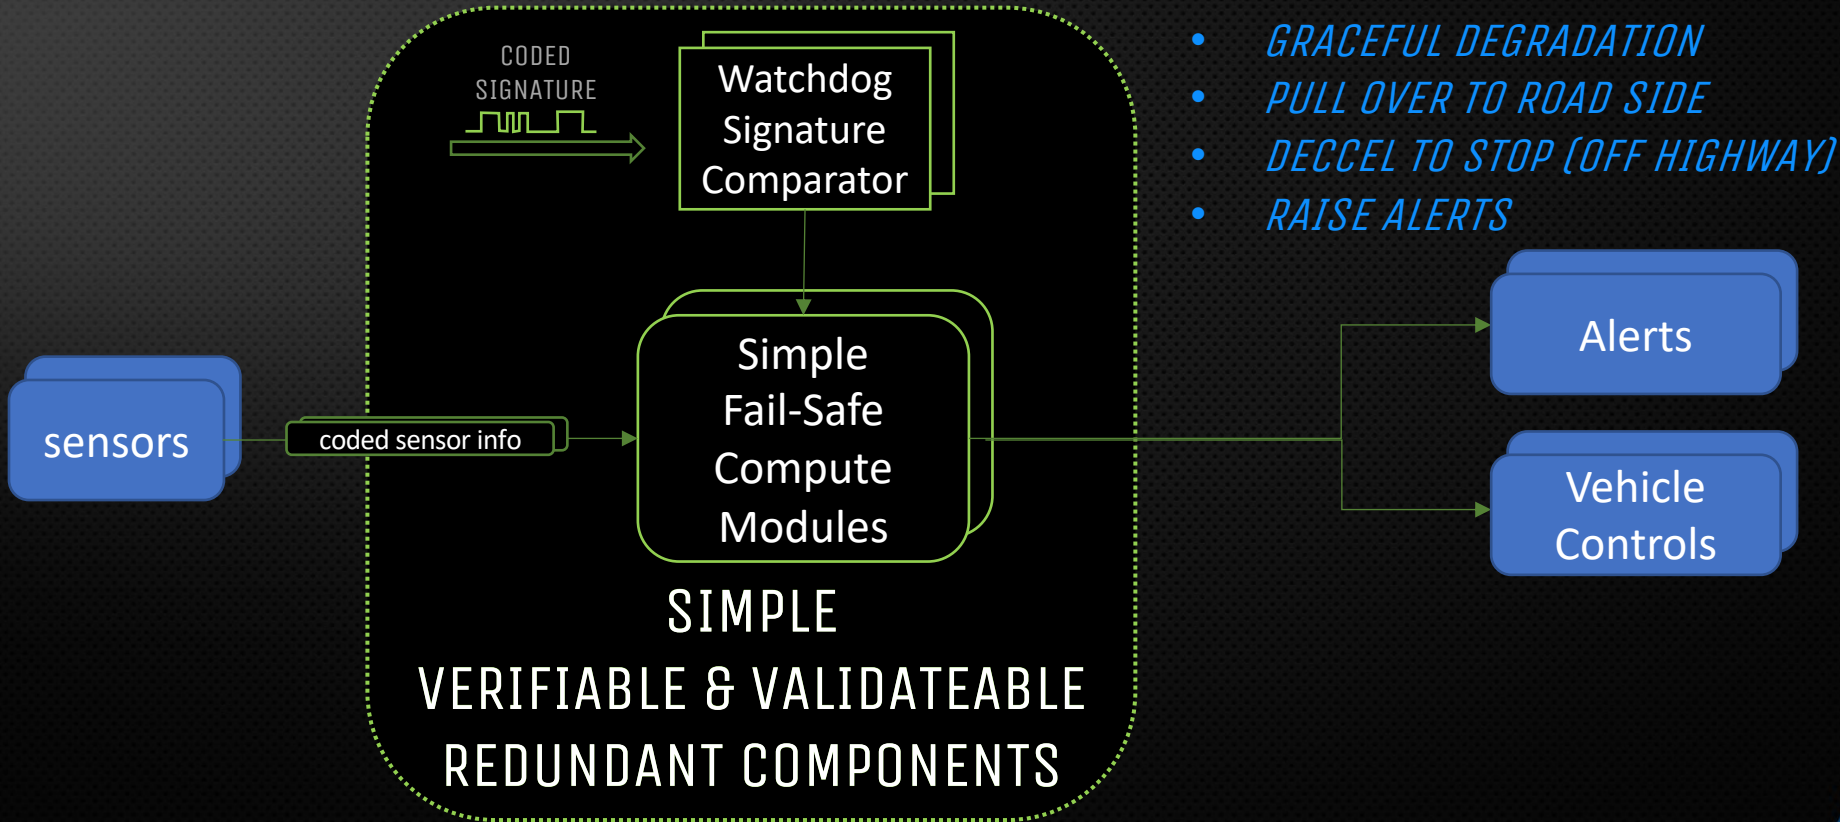 CODED
SIGNATURE
Watchdog
Signature
Comparator
• GRACEFUL DEGRADATION
• PULL OVER TO ROAD SIDE
• DECCEL TO STOP (OFF HIGHWAY)
• RAISE ALERTS
sensors
coded sensor info
Simple
Fail-Safe
Compute
Modules
Alerts
Vehicle
Controls
SIMPLE
VERIFIABLE & VALIDATEABLE
REDUNDANT COMPONENTS